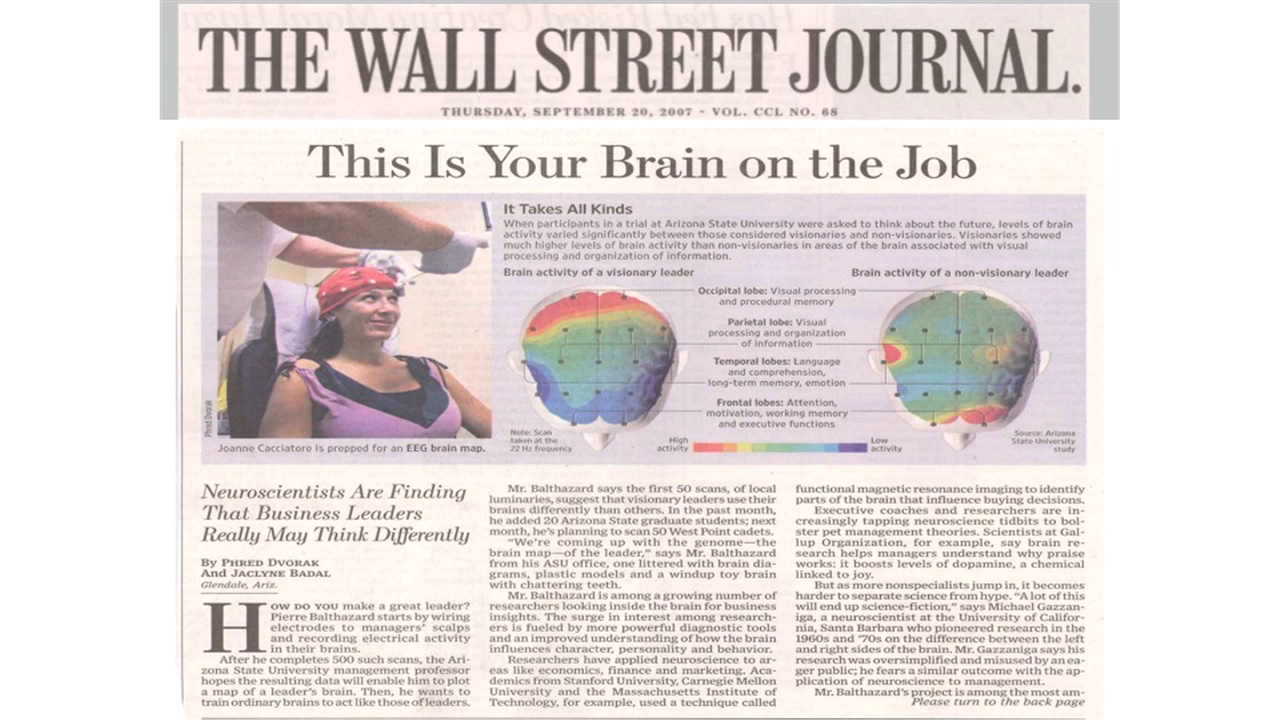 THE WALL STREET JOURNAL.
THURSDAY, SEPTEMBER 20, 2007 - VOL. CCL NO. 68
This Is Your Brain on the Job
Phred Dvorak
Joanne Cacciatore is prepped for an EEG brain map.
It Takes All Kinds
When participants in a trial at Arizona State University were asked to think about the future, levels of brain
activity varied significantly between those considered visionaries and non-visionaries. Visionaries showed
much higher levels of brain activity than non-visionaries in areas of the brain associated with visual
processing and organization of information.
Brain activity of a visionary leader
Brain activity of a non-visionary leader
Occipital lobe: Visual processing
and procedural memory
Parietal lobe: Visual
processing and organization
of information
Temporal lobes: Language
and comprehension,
long-term memory, emotion
Frontal lobes: Attention,
motivation, working memory
and executive functions
Note: Scan
taken at the
22 Hz frequency
High
activity
Low
activity
Source: Arizona
State University
study
Neuroscientists Are Finding
That Business Leaders
Really May Think Differently
By Phred Dvorak
And Jaclyne Badal
Glendale, Ariz.
HOW DO YOU make a great leader?
Pierre Balthazard starts by wiring
electrodes to managers' scalps
and recording electrical activity
in their brains.
After he completes 500 such scans, the Ari-
zona State University management professor
hopes the resulting data will enable him to plot
a map of a leader's brain. Then, he wants to
train ordinary brains to act like those of leaders.
Mr. Balthazard says the first 50 scans, of local
luminaries, suggest that visionary leaders use their
brains differently than others. In the past month,
he added 20 Arizona State graduate students; next
month, he's planning to scan 50 West Point cadets.
"We're coming up with the genome—the
brain map—of the leader," says Mr. Balthazard
from his ASU office, one littered with brain dia-
grams, plastic models and a windup toy brain
with chattering teeth.
Mr. Balthazard is among a growing number of
researchers looking inside the brain for business
insights. The surge in interest among research-
ers is fueled by more powerful diagnostic tools
and an improved understanding of how the brain
influences character, personality and behavior.
Researchers have applied neuroscience to ar-
eas like economics, finance and marketing. Aca-
demics from Stanford University, Carnegie Mellon
University and the Massachusetts Institute of
Technology, for example, used a technique called
functional magnetic resonance imaging to identify
parts of the brain that influence buying decisions.
Executive coaches and researchers are in-
creasingly tapping neuroscience tidbits to bol-
ster pet management theories. Scientists at Gal-
lup Organization, for example, say brain re-
search helps managers understand why praise
works: it boosts levels of dopamine, a chemical
linked to joy.
But as more nonspecialists jump in, it becomes
harder to separate science from hype. "A lot of this
will end up science-fiction," says Michael Gazzan-
iga, a neuroscientist at the University of Califor-
nia, Santa Barbara who pioneered research in the
1960s and '70s on the difference between the left
and right sides of the brain. Mr. Gazzaniga says his
research was oversimplified and misused by an ea-
ger public; he fears a similar outcome with the ap-
plication of neuroscience to management.
Mr. Balthazard's project is among the most am-
Please turn to the back page